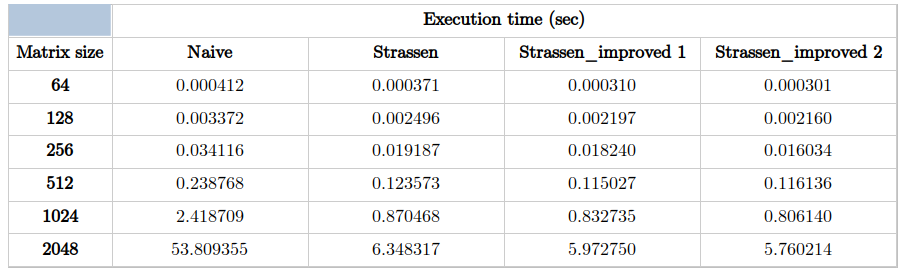 Execution time (sec)
Matrix size Naive Strassen Strassen_improved 1 Strassen_improved 2
64 0.000412 0.000371 0.000310 0.000301
128 0.003372 0.002496 0.002197 0.002160
256 0.034116 0.019187 0.018240 0.016034
512 0.238768 0.123573 0.115027 0.116136
1024 2.418709 0.870468 0.832735 0.806140
2048 53.809355 6.348317 5.972750 5.760214